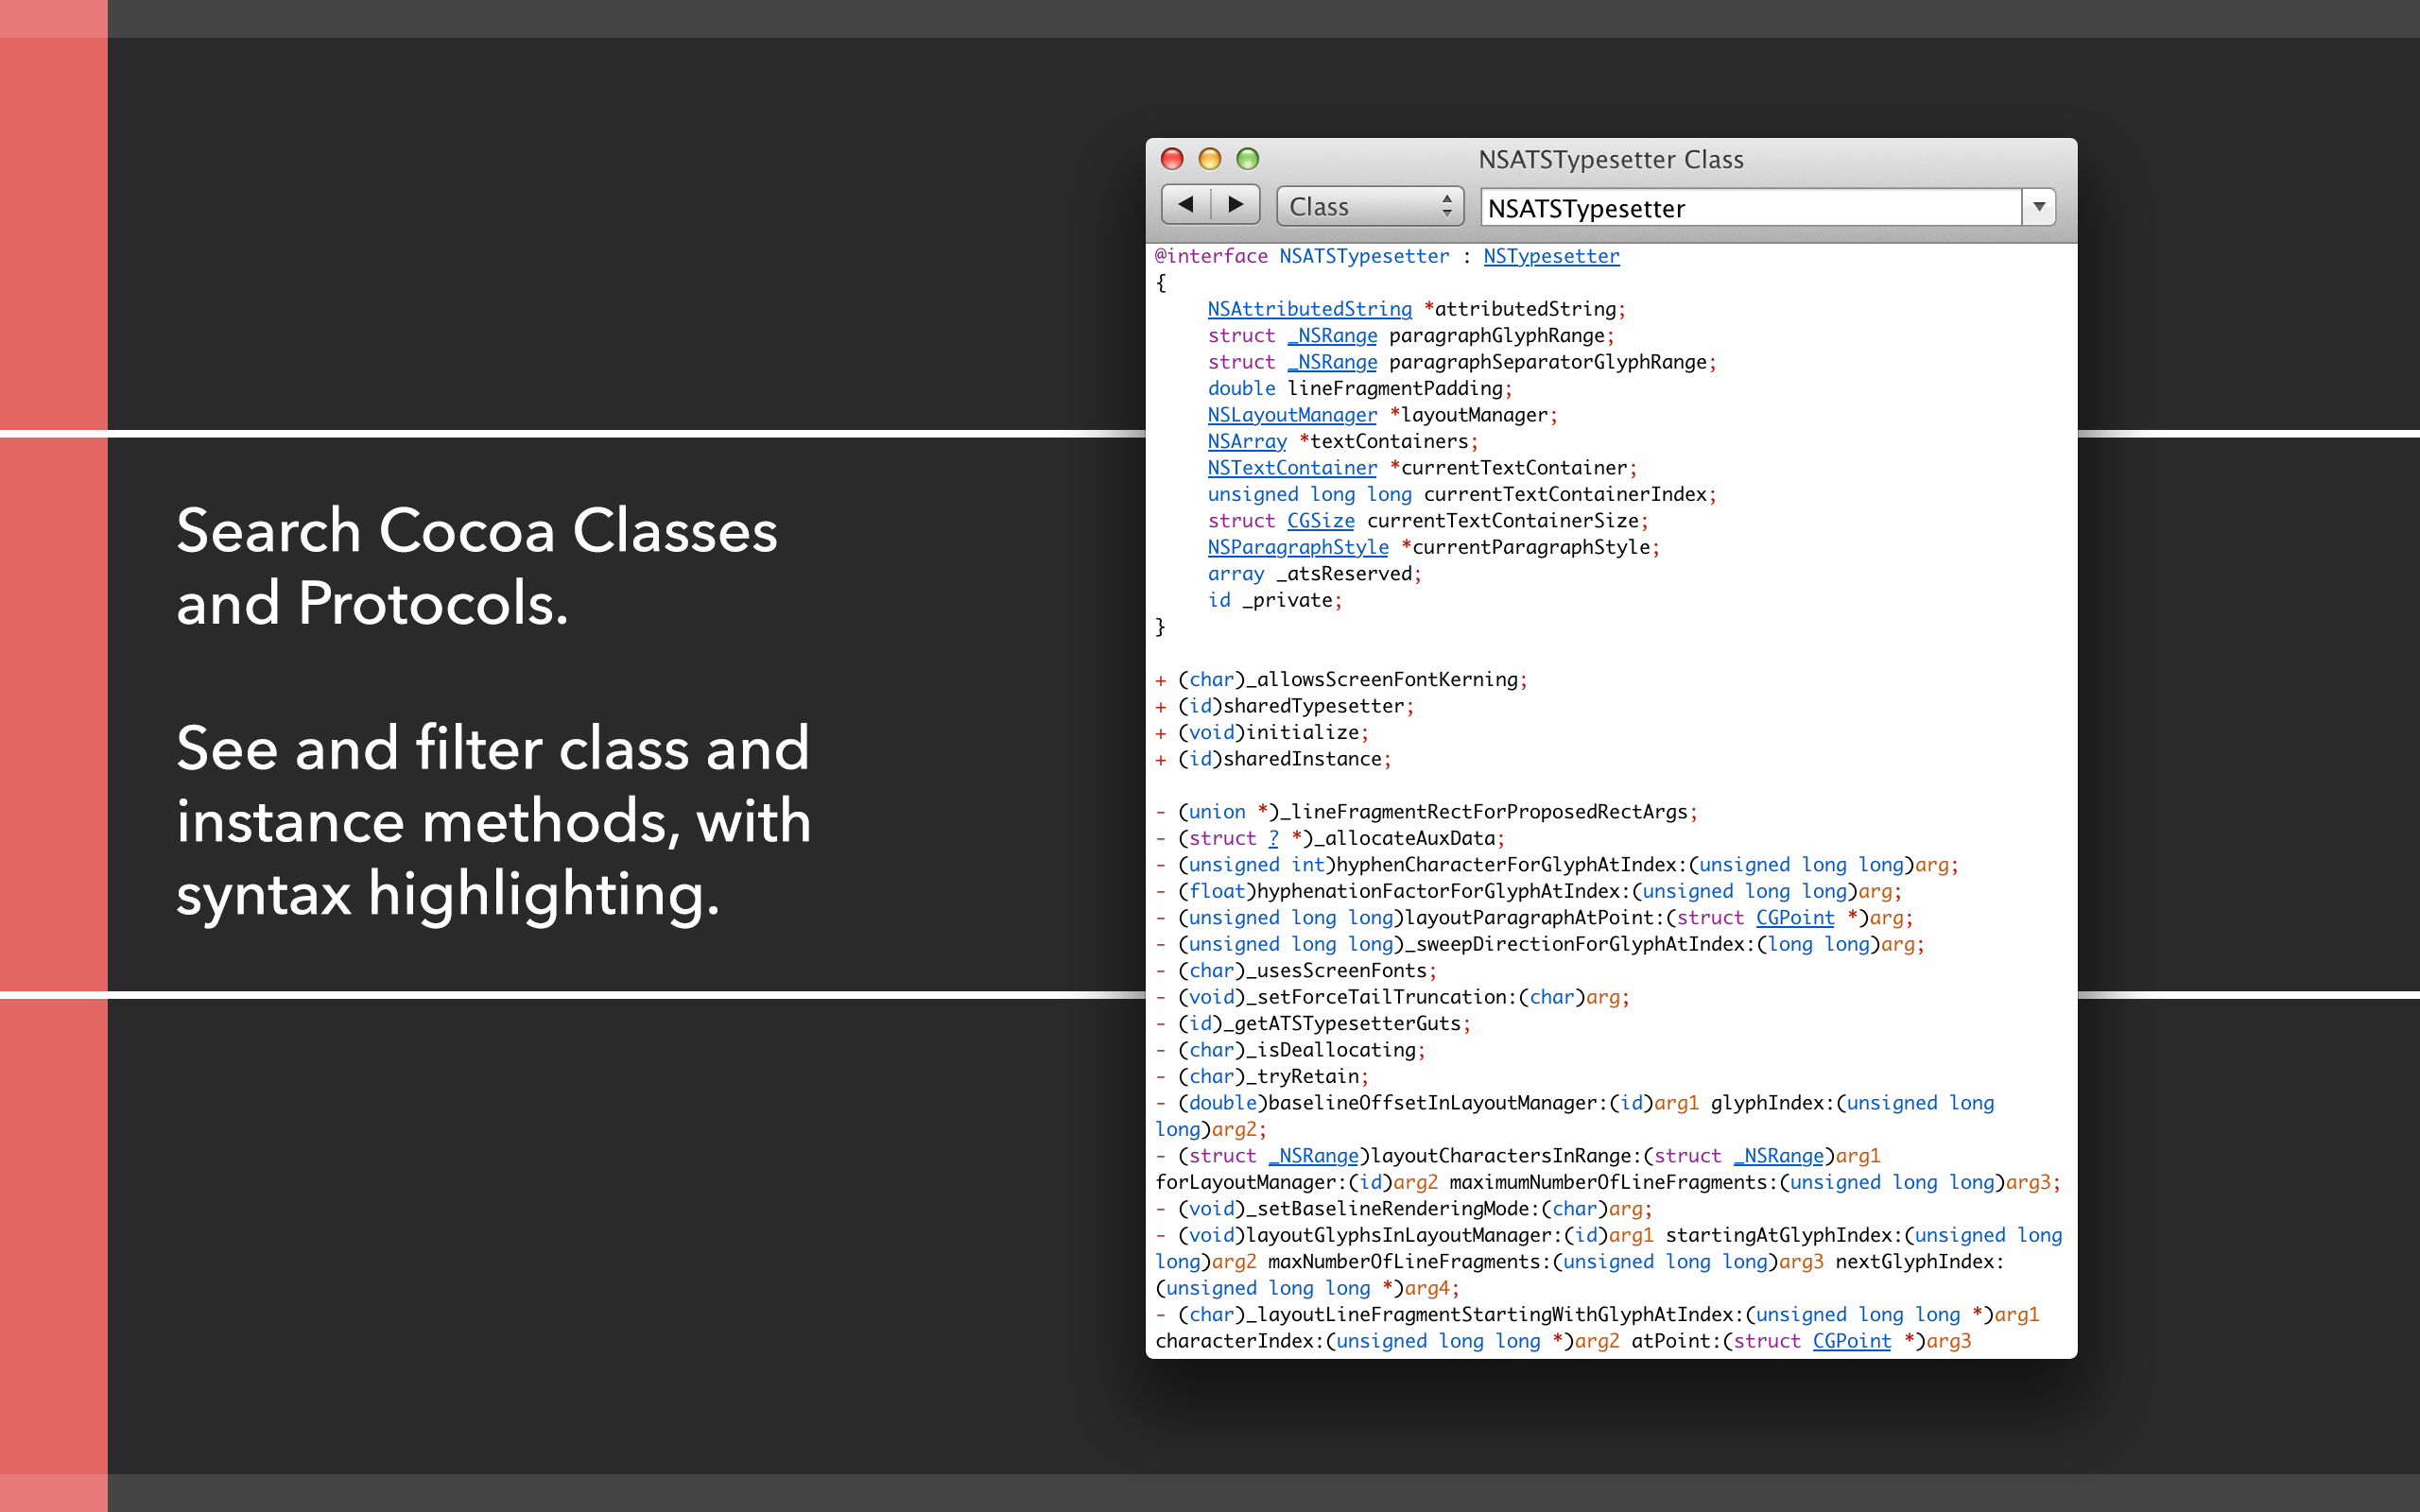 Search Cocoa Classes
and Protocols.
See and filter class and
instance methods, with
syntax highlighting.
NSATSTypesetter Class
Class
NSATSTypesetter
@interface NSATSTypesetter : NSTypesetter
{
NSAttributedString *attributedString;
struct _NSRange paragraphGlyphRange;
struct _NSRange paragraphSeparatorGlyphRange;
double lineFragmentPadding;
NSLayoutManager *layoutManager;
NSArray *textContainers;
NSTextContainer *currentTextContainer;
unsigned long long currentTextContainerIndex;
struct CGSize currentTextContainerSize;
NSParagraphStyle *currentParagraphStyle;
array _atsReserved;
id _private;
}
+ (char)_allowsScreenFontKerning;
+ (id)sharedTypesetter;
+ (void)initialize;
+ (id)sharedInstance;
- (union *)_lineFragmentRectForProposedRectArgs;
- (struct ? *)_allocateAuxData;
- (unsigned int)hyphenCharacterForGlyphAtIndex:(unsigned long long)arg;
- (float)hyphenationFactorForGlyphAtIndex:(unsigned long long)arg;
- (unsigned long long)layoutParagraphAtPoint:(struct CGPoint *)arg;
- (unsigned long long)_sweepDirectionForGlyphAtIndex:(long long)arg;
- (char)_usesScreenFonts;
- (void)_setForceTailTruncation:(char)arg;
- (id)_getATSTypesetterGuts;
- (char)_isDeallocating;
- (char)_tryRetain;
- (double)baselineOffsetInLayoutManager:(id)arg1 glyphIndex:(unsigned long
long)arg2;
- (struct _NSRange)layoutCharactersInRange:(struct _NSRange)arg1
forLayoutManager:(id)arg2 maximumNumberOfLineFragments:(unsigned long long)arg3;
- (void)_setBaselineRenderingMode:(char)arg;
- (void)layoutGlyphsInLayoutManager:(id)arg1 startingAtGlyphIndex:(unsigned long
long)arg2 maxNumberOfLineFragments:(unsigned long long)arg3 nextGlyphIndex:
(unsigned long long *)arg4;
- (char)_layoutLineFragmentStartingWithGlyphAtIndex:(unsigned long long *)arg1
characterIndex:(unsigned long long *)arg2 atPoint:(struct CGPoint *)arg3